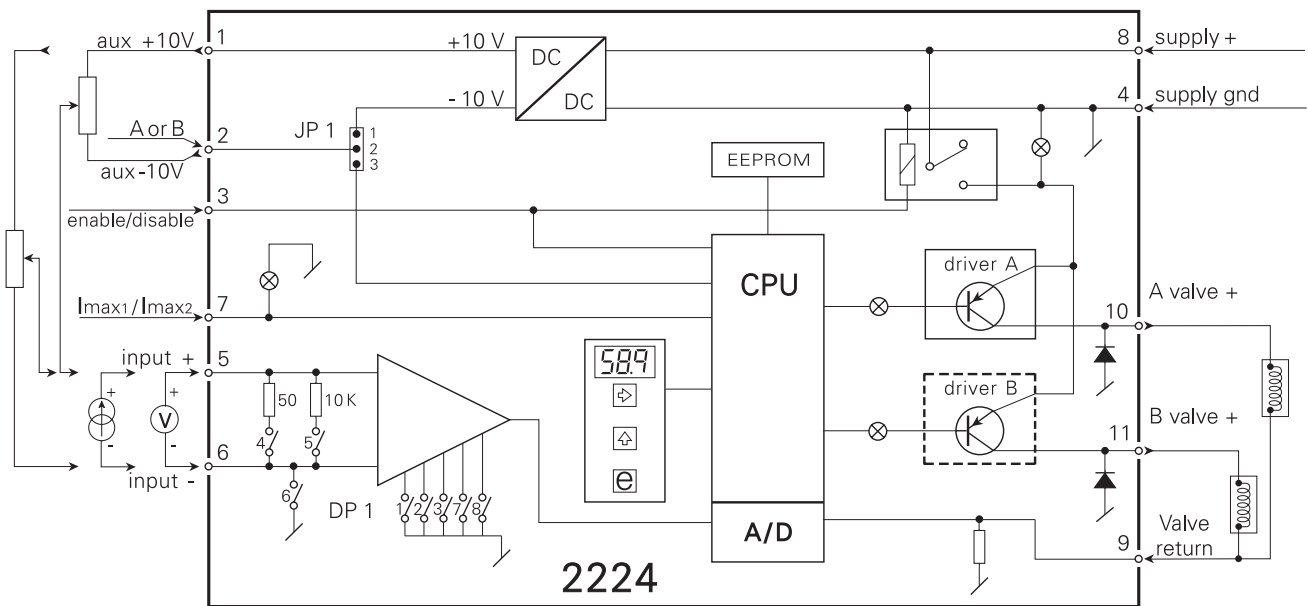 aux +10V
1
+10 V
DC
DC
8
supply +
- 10 V
4
supply gnd
A or B
2
JP 1
1
2
3
aux-10V
EEPROM
3
enable/disable
CPU
driver A
A valve +
Imax1/Imax2
7
10
input +
5
58.9
+
+
50
10K
V
driver B
B valve +
-
-
4
5
11
6
input -
6
e
DP 1
1
2
3
7
8
A/D
Valve
return
9
2224